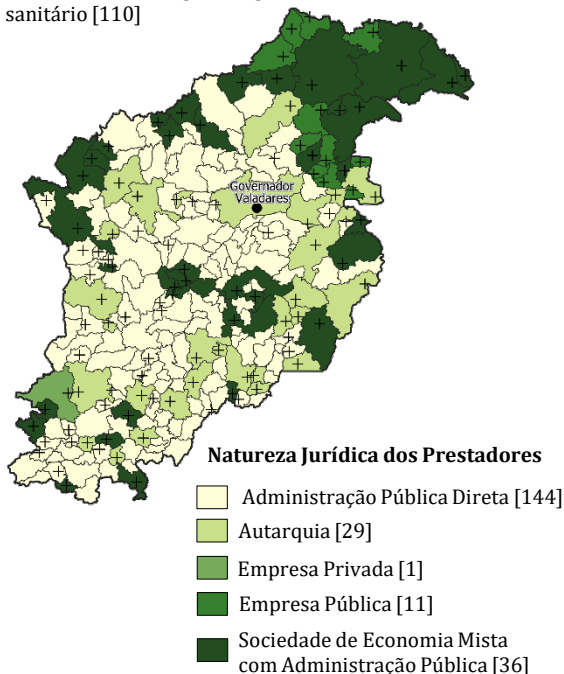 sanitário [110]
Governador
Valadares
Natureza Jurídica dos Prestadores
Administração Pública Direta [144]
Autarquia [29]
Empresa Privada [1]
Empresa Pública [11]
Sociedade de Economia Mista
com Administração Pública [36]